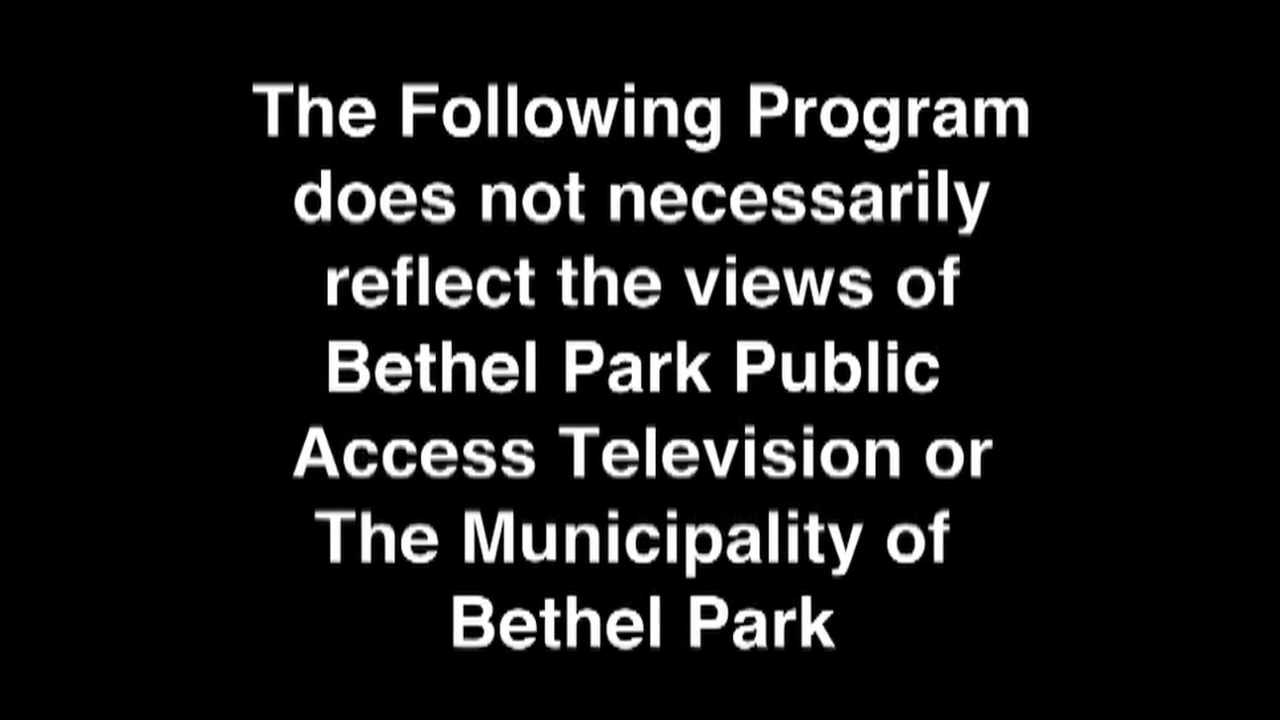 The Following Program
does not necessarily
reflect the views of
Bethel Park Public
Access Television or
The Municipality of
Bethel Park